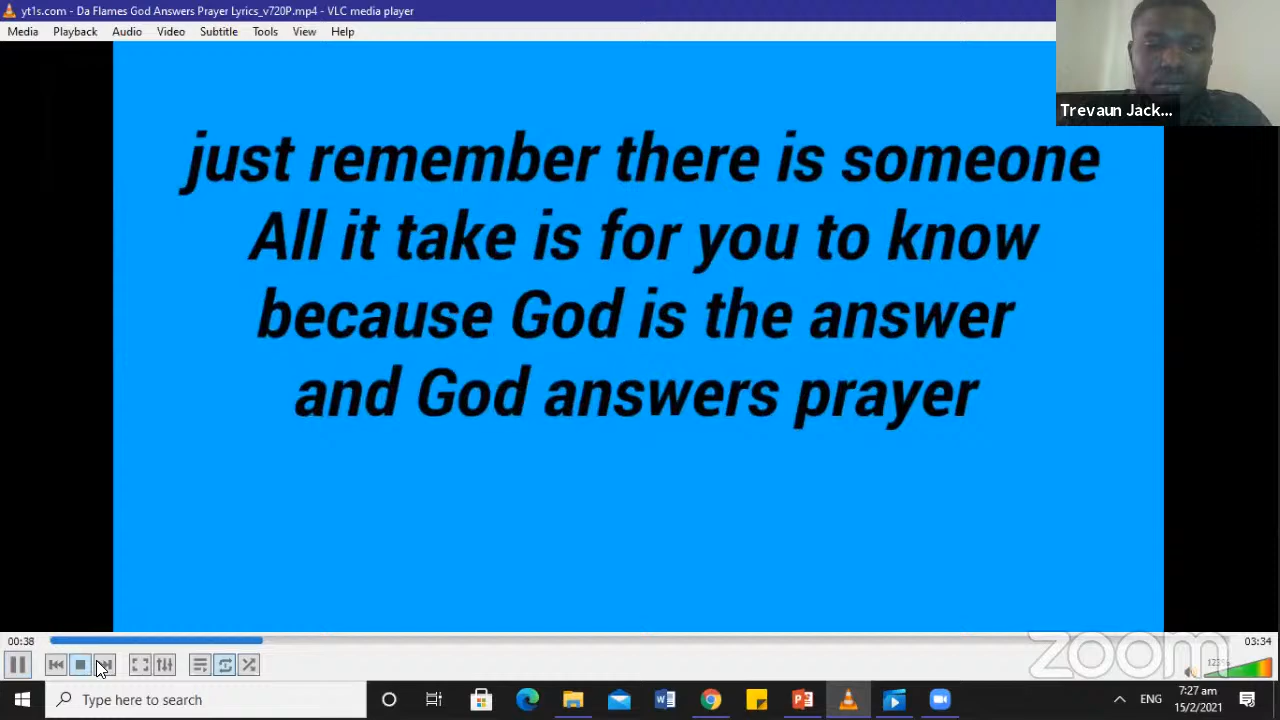 yt1s.com - Da Flames God Answers Prayer Lyrics_v720P.mp4 - VLC media player
Media Playback Audio Video Subtitle Tools View Help
Trevaun Jack...
just remember there is someone
All it take is for you to know
because God is the answer
and God answers prayer
00:38
03:34
zoom
123%
Type here to search
ENG
7:27 am
15/2/2021